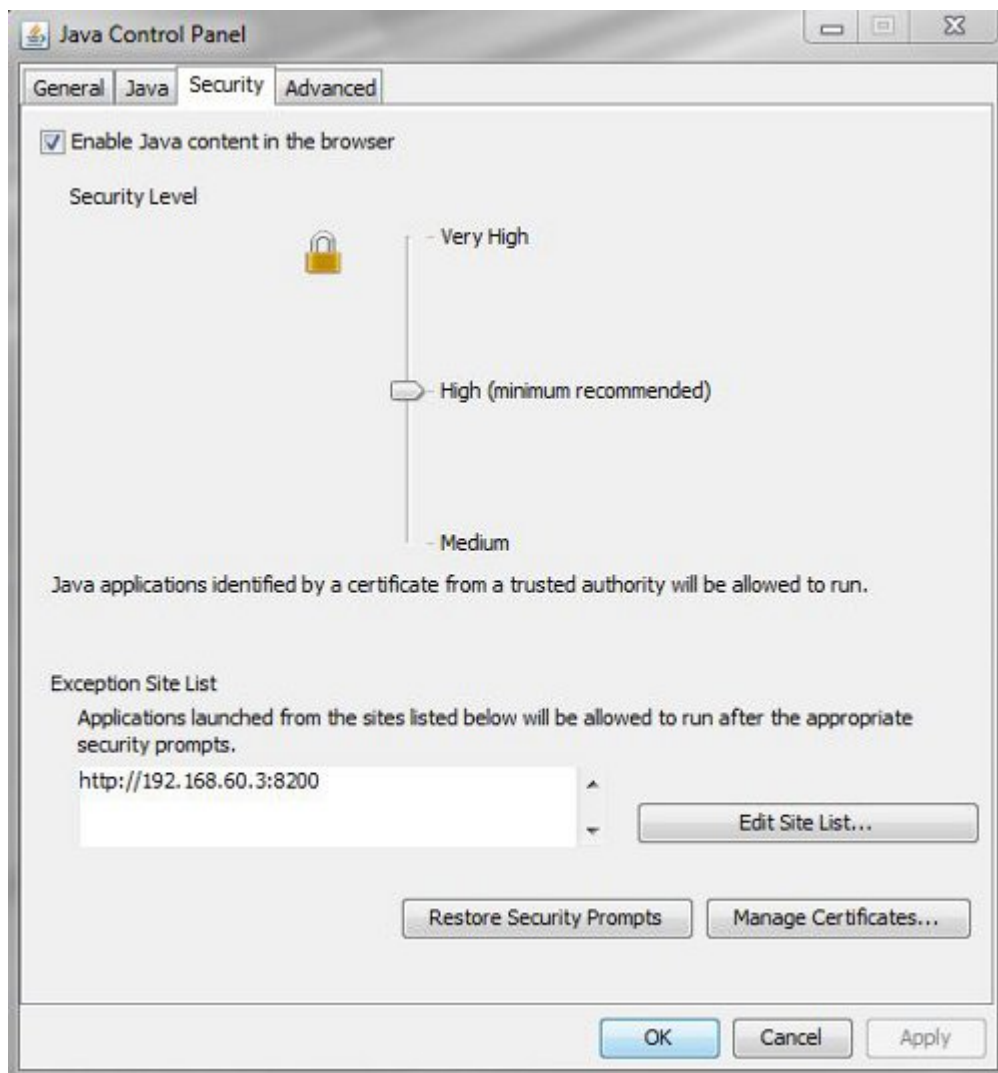 Java Control Panel
General Java Security Advanced
Enable Java content in the browser
Security Level
Very High
High (minimum recommended)
Medium
Java applications identified by a certificate from a trusted authority will be allowed to run.
Exception Site List
Applications launched from the sites listed below will be allowed to run after the appropriate
security prompts.
http://192.168.60.3:8200
Edit Site List...
Restore Security Prompts Manage Certificates...
OK Cancel Apply